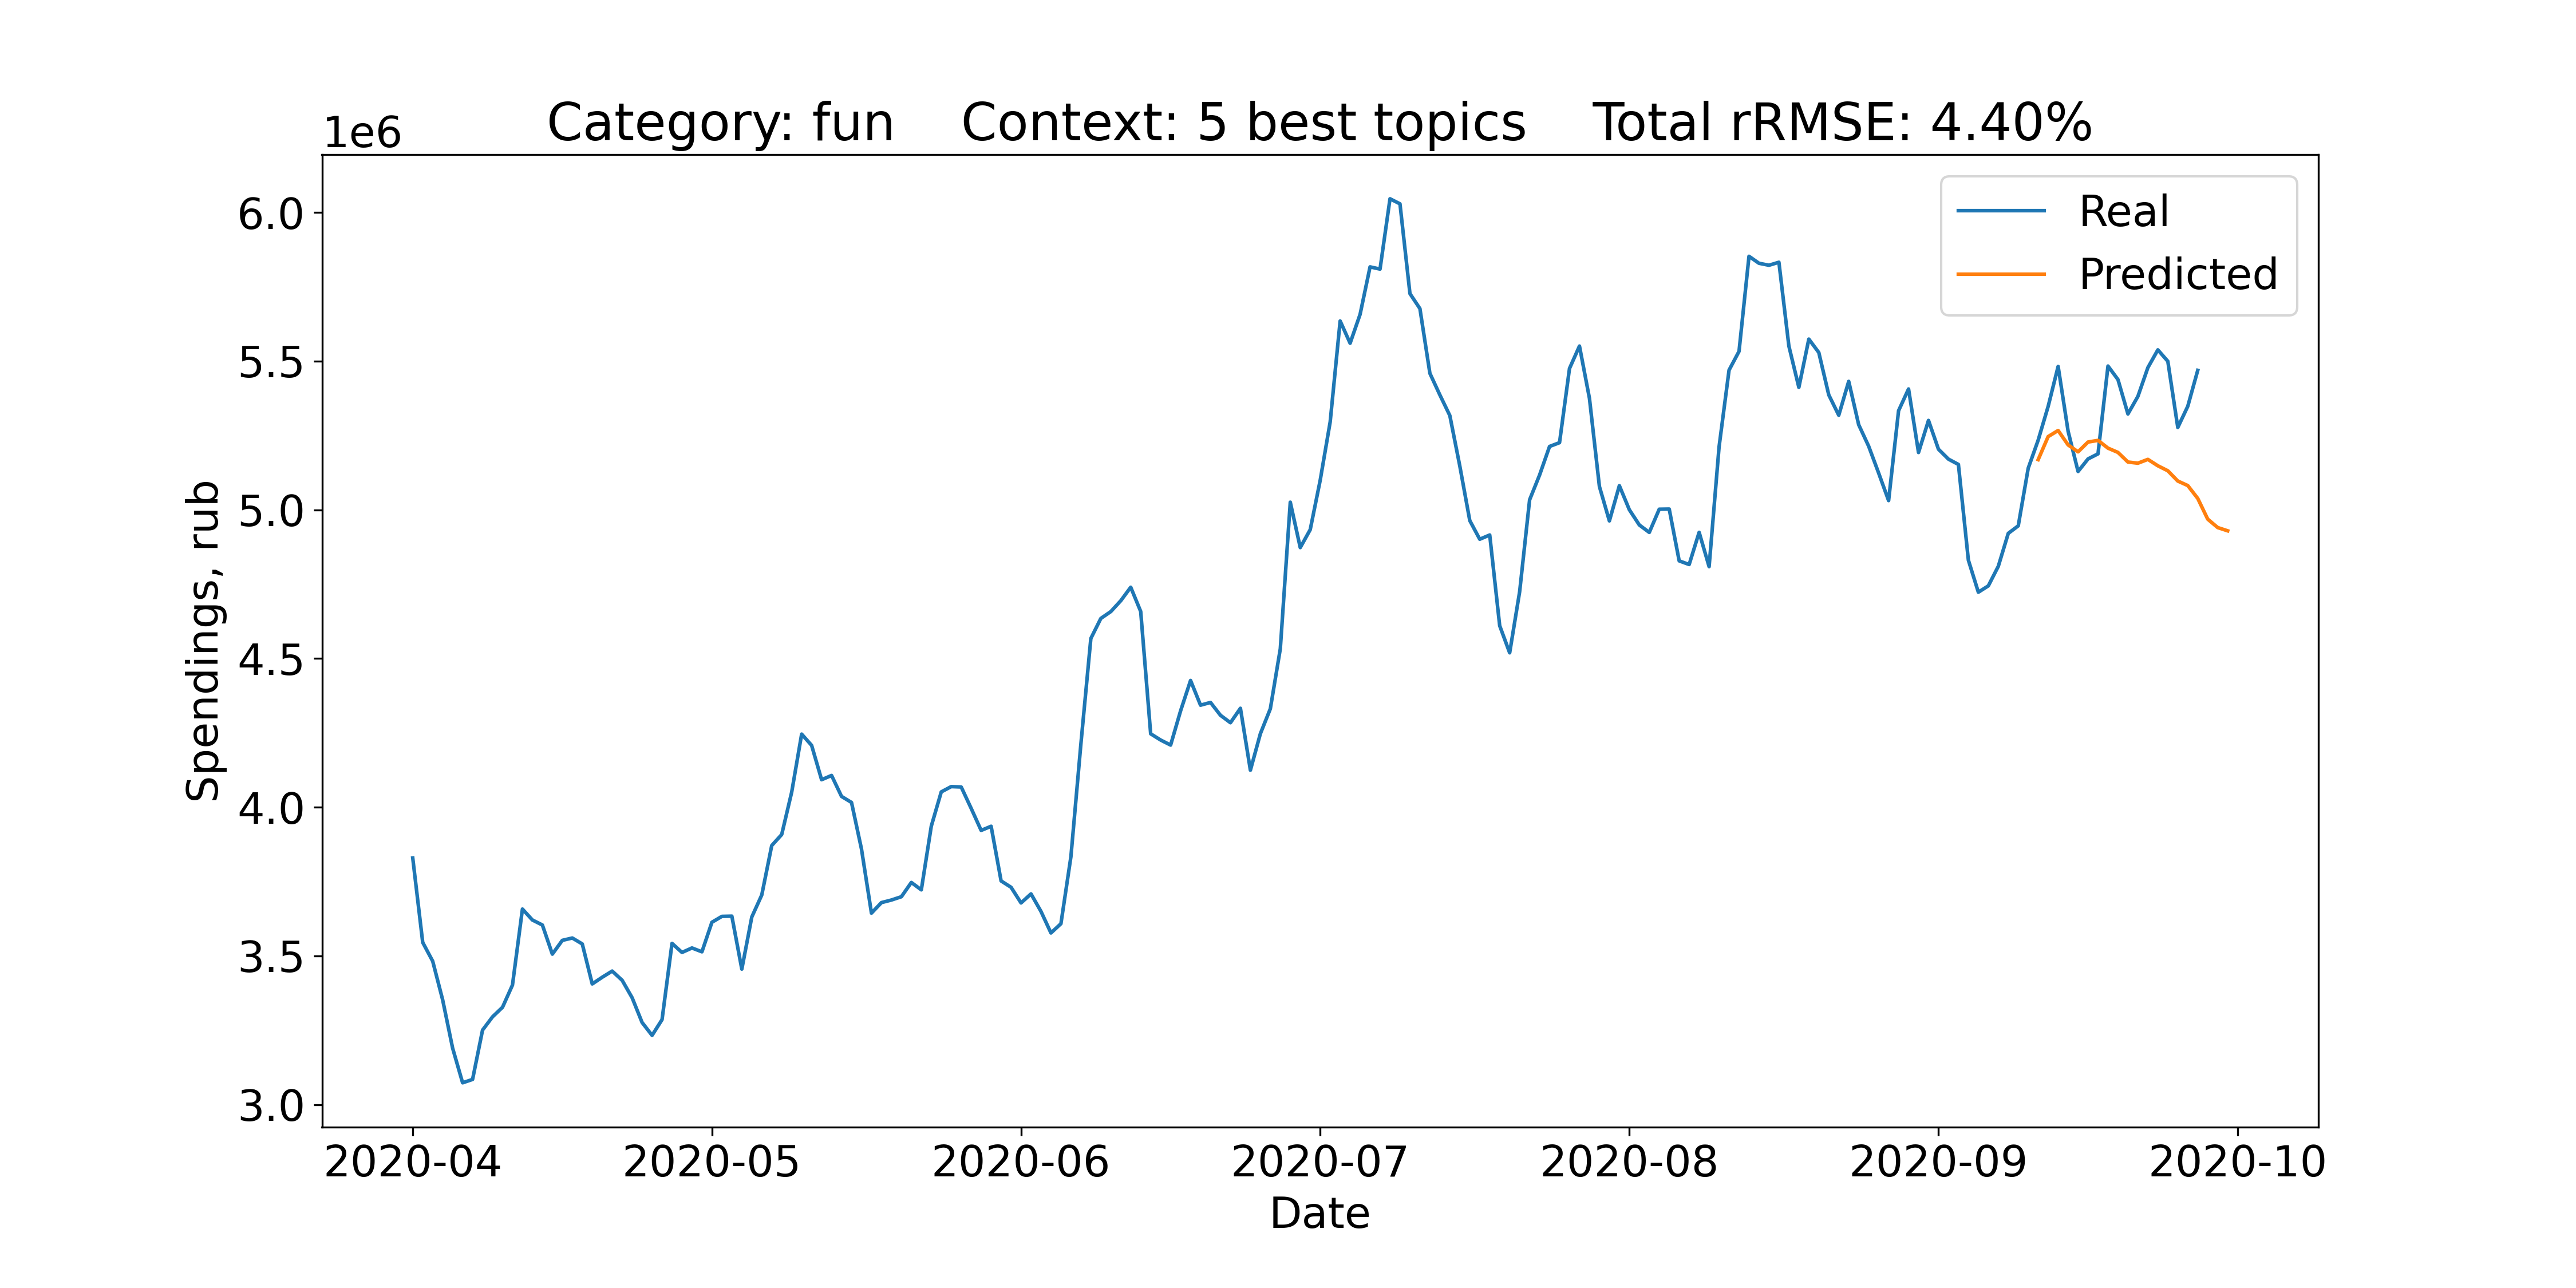 Category: fun    Context: 5 best topics    Total rRMSE: 4.40%
1e6
Real
Predicted
6.0
5.5
5.0
4.5
4.0
3.5
3.0
Spendings, rub
2020-04 2020-05 2020-06 2020-07 2020-08 2020-09 2020-10
Date